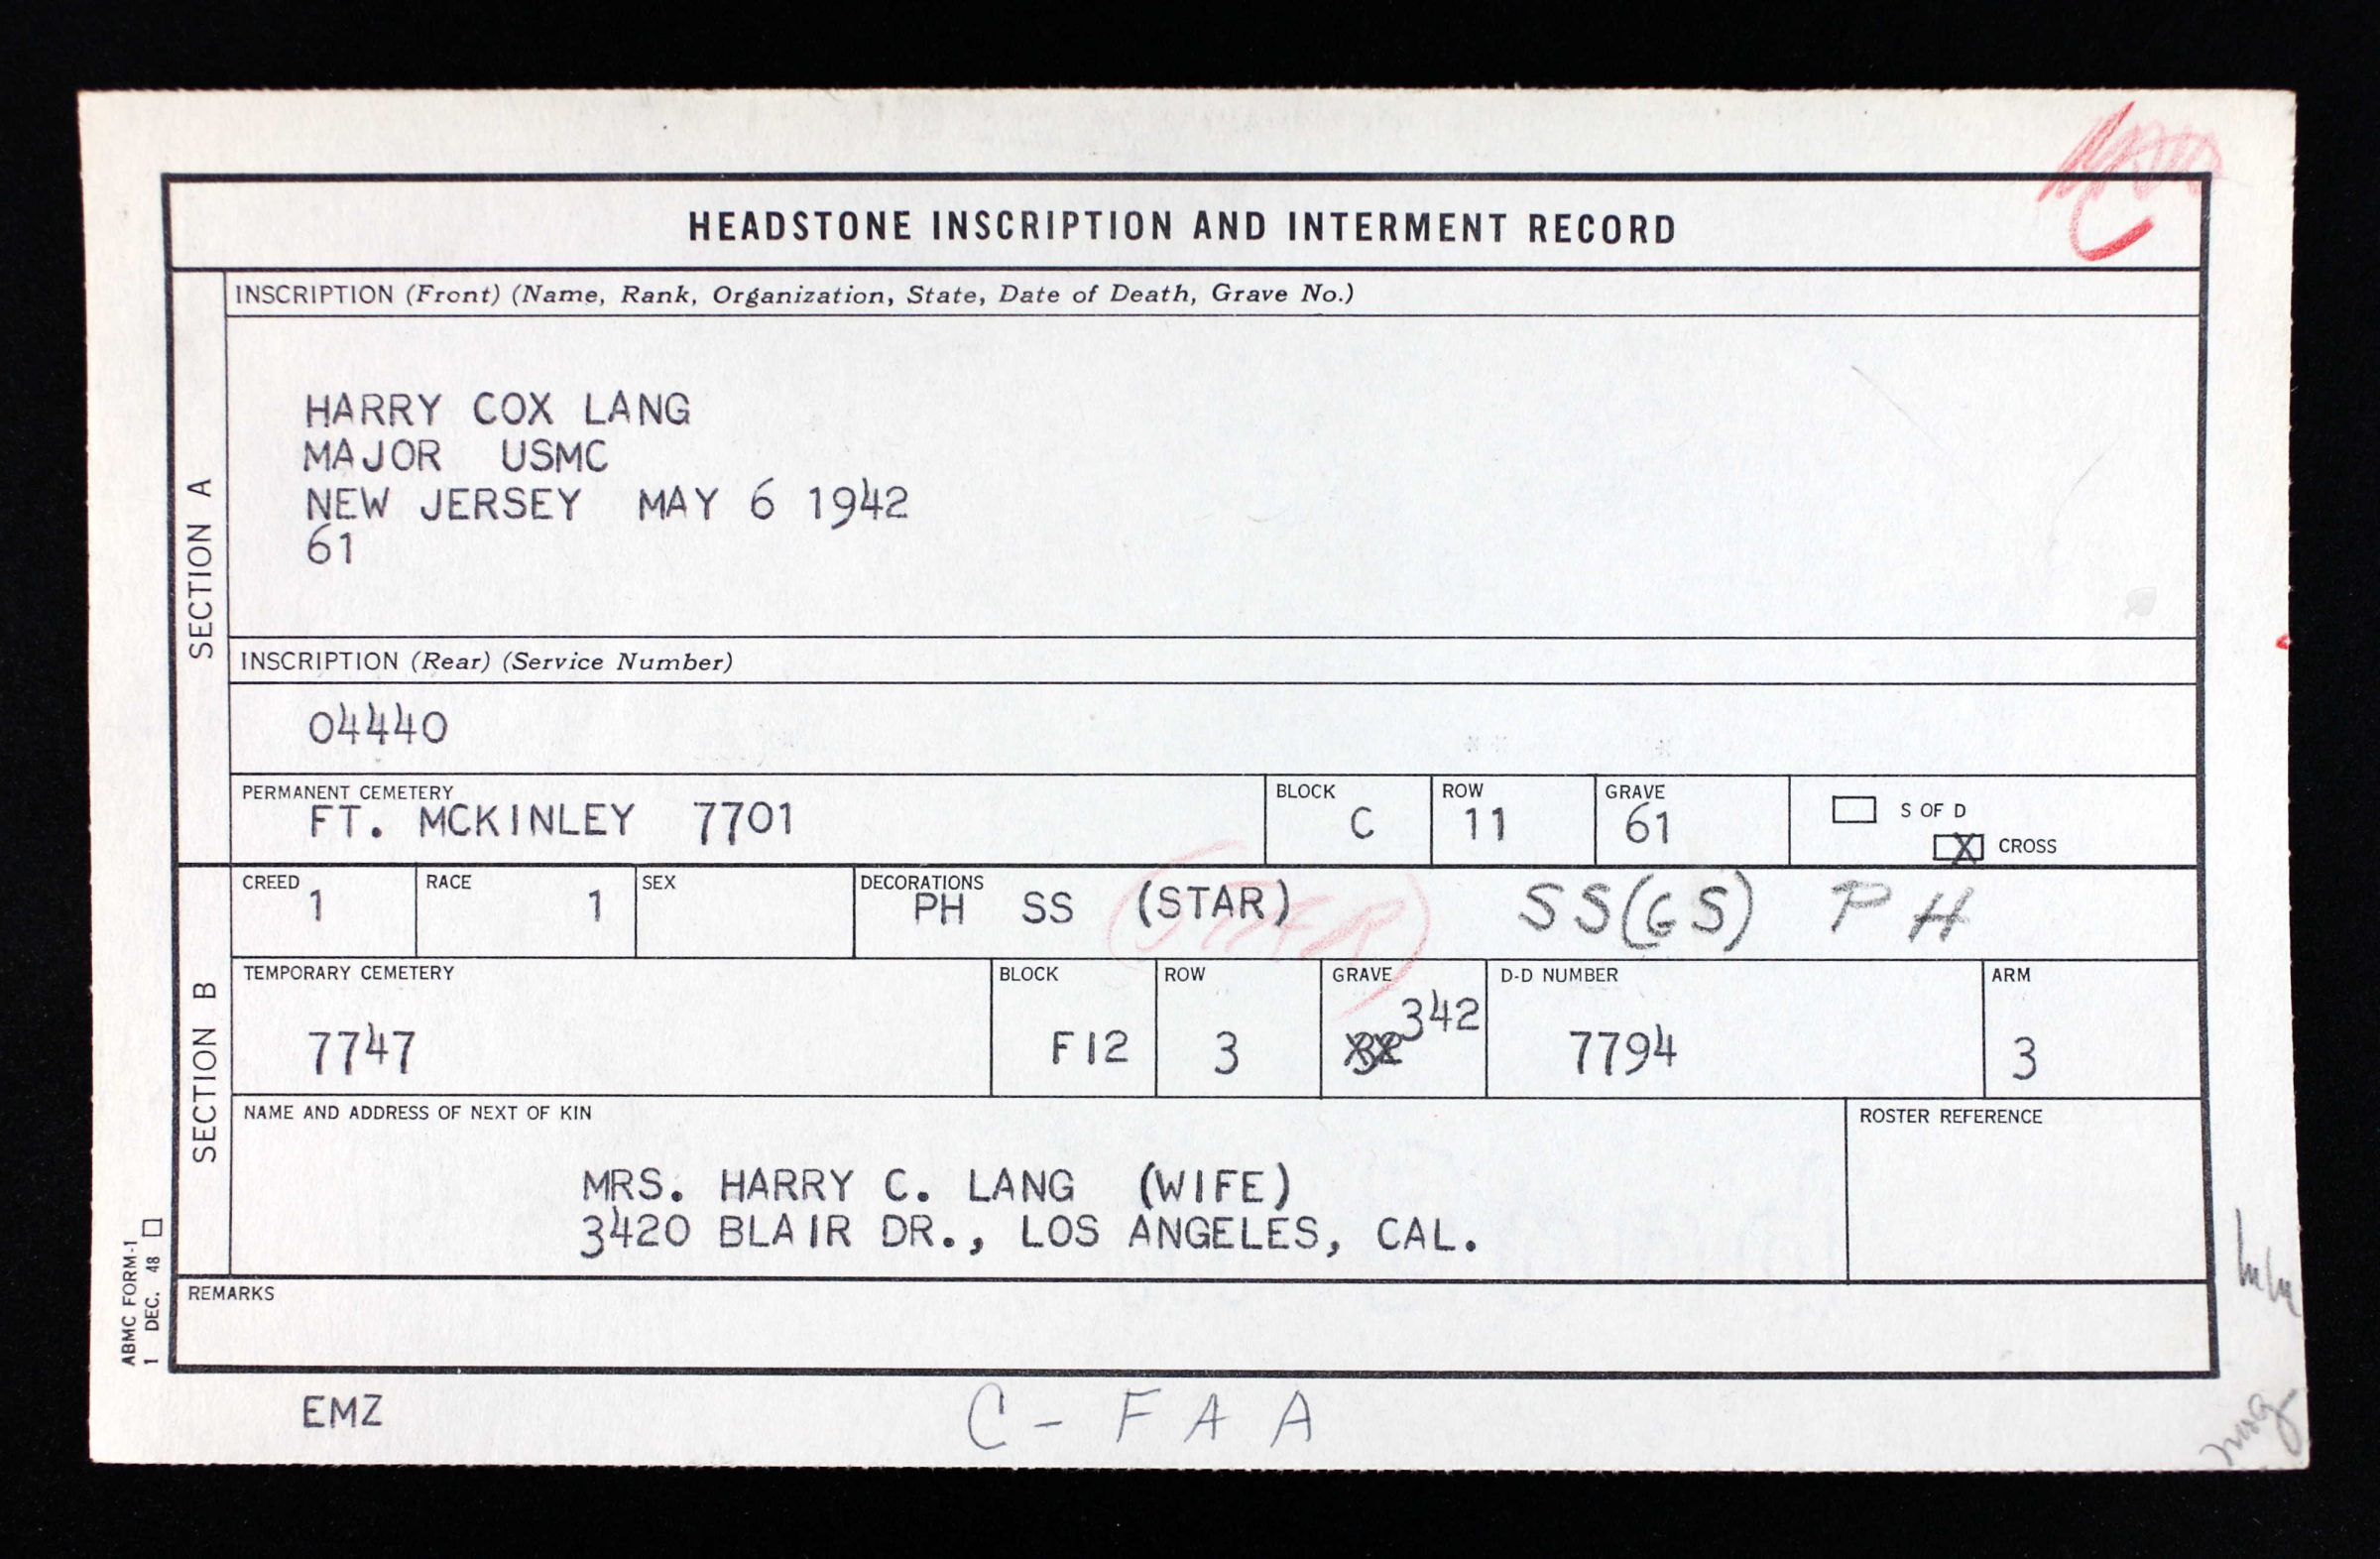 HEADSTONE INSCRIPTION AND INTERMENT RECORD
SECTION A
INSCRIPTION (Front) (Name, Rank, Organization, State, Date of Death, Grave No.)
HARRY COX LANG
MAJOR USMC
NEW JERSEY MAY 6 1942
61
INSCRIPTION (Rear) (Service Number)
04440
PERMANENT CEMETERY
FT. MCKINLEY 7701
BLOCK
C
ROW
11
GRAVE
61
S OF D
X CROSS
SECTION B
CREED
1
RACE
1
SEX
DECORATIONS
PH SS (STAR) SS(GS) PH
STAR
TEMPORARY CEMETERY
7747
BLOCK
F12
ROW
3
GRAVE
342
D-D NUMBER
7794
ARM
3
NAME AND ADDRESS OF NEXT OF KIN
MRS. HARRY C. LANG (WIFE)
3420 BLAIR DR., LOS ANGELES, CAL.
ROSTER REFERENCE
REMARKS
ABMC FORM-1
1 DEC. 48
EMZ
C - F A A